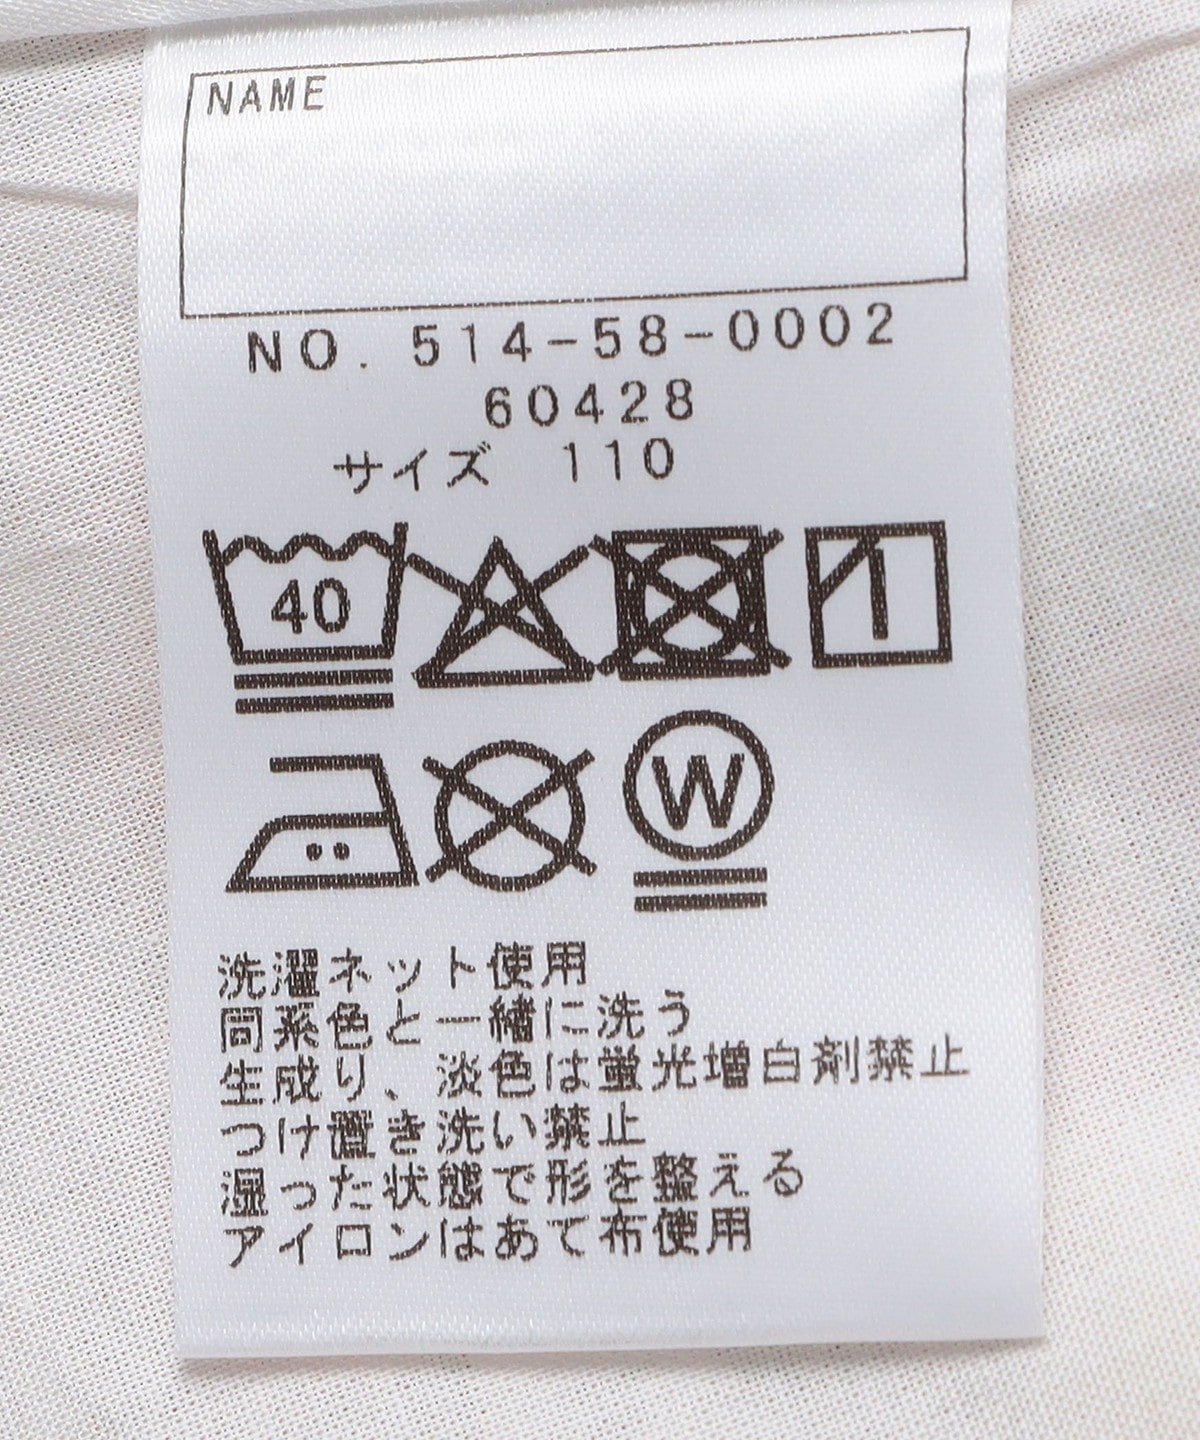 NAME
NO. 514-58-0002
60428
サイズ 110
40
W
洗濯ネット使用
同系色と一緒に洗う
生成り、淡色は蛍光増白剤禁止
つけ置き洗い禁止
湿った状態で形を整える
アイロンはあて布使用